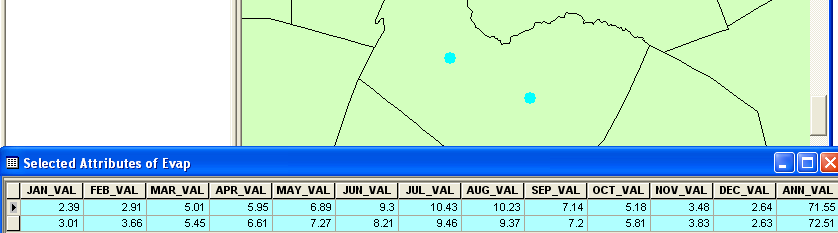 Selected Attributes of Evap
JAN_VAL FEB_VAL MAR_VAL APR_VAL MAY_VAL JUN_VAL JUL_VAL AUG_VAL SEP_VAL OCT_VAL NOV_VAL DEC_VAL ANN_VAL
2.39 2.91 5.01 5.95 6.89 9.3 10.43 10.23 7.14 5.18 3.48 2.64 71.55
3.01 3.66 5.45 6.61 7.27 8.21 9.46 9.37 7.2 5.81 3.83 2.63 72.51